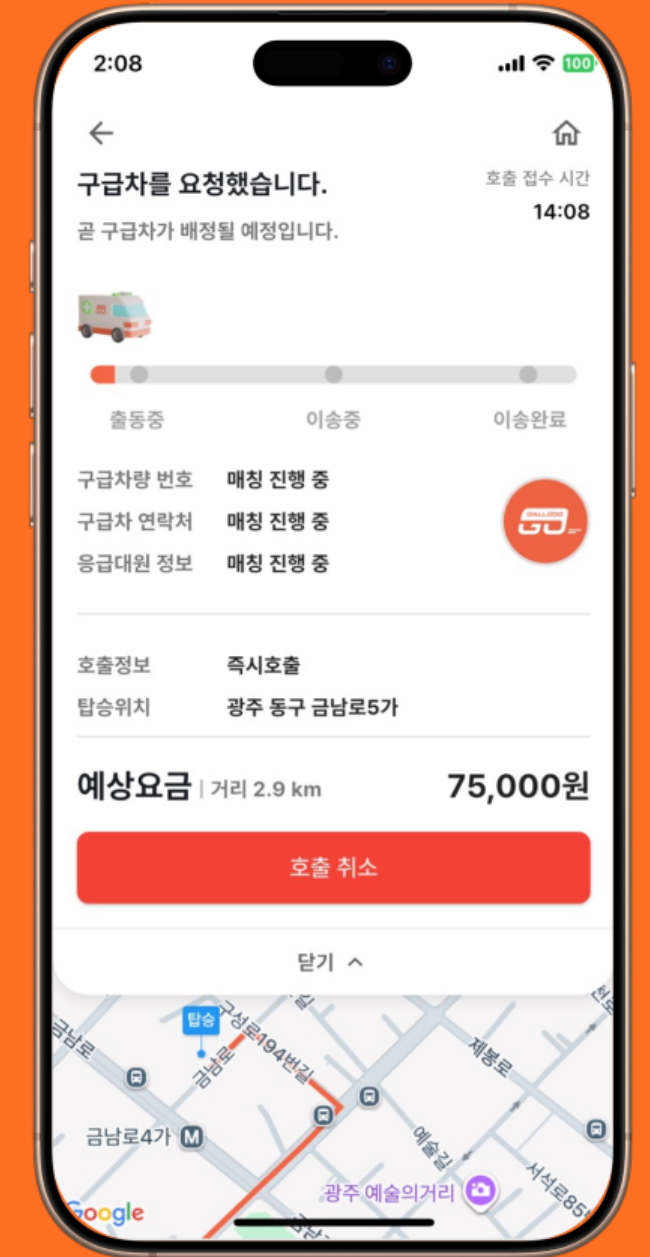 2:08
100
구급차를 요청했습니다.
호출 접수 시간
14:08
곧 구급차가 배정될 예정입니다.
출동중
이송중
이송완료
구급차량 번호 매칭 진행 중
구급차 연락처 매칭 진행 중
응급대원 정보 매칭 진행 중
GO
호출정보 즉시호출
탑승위치 광주 동구 금남로5가
예상요금 | 거리 2.9 km 75,000원
호출 취소
닫기
탑승
구성로194번길
금남로
제봉로
금남로4가 M
예술길
광주 예술의거리
서석로85
Google